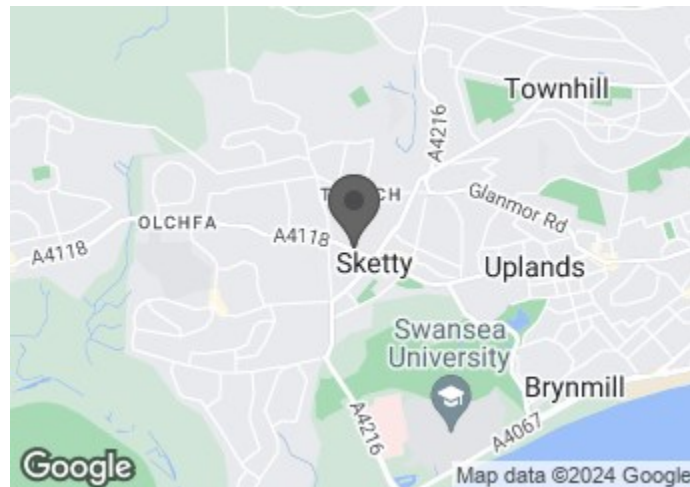 Townhill
A4216
T CH
Glanmor Rd
OLCHFA
A4118
A4118
Sketty
Uplands
Swansea
University
Brynmill
A4216
A4067
Google
Map data ©2024 Google